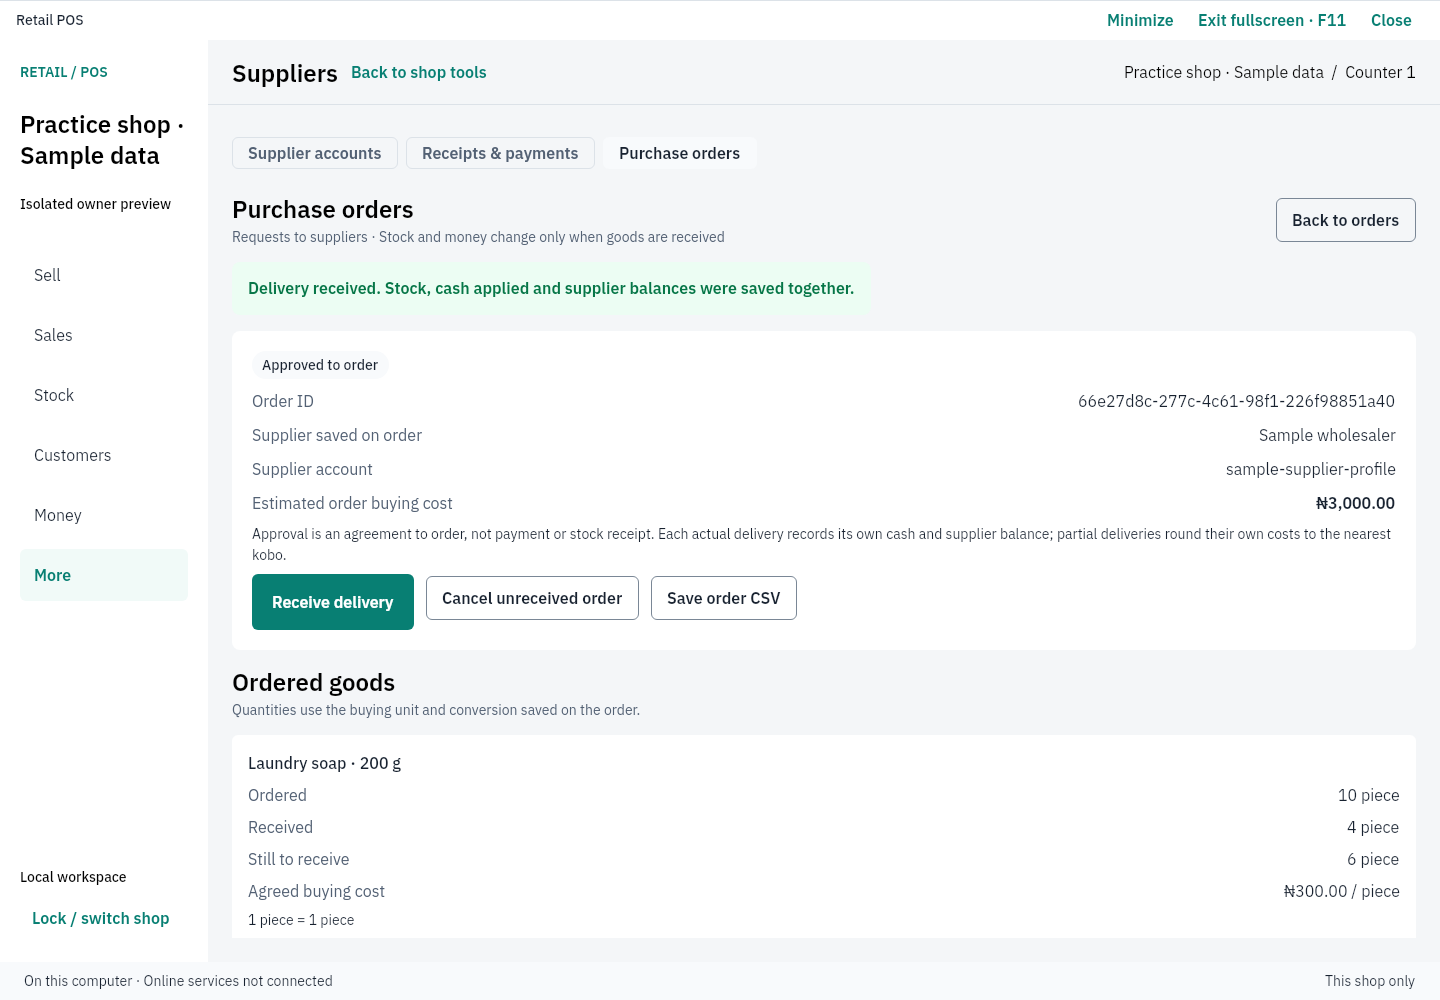 Retail POS
Minimize
Exit fullscreen · F11
Close
RETAIL / POS
Practice shop ·
Sample data
Isolated owner preview
Sell
Sales
Stock
Customers
Money
More
Local workspace
Lock / switch shop
Suppliers
Back to shop tools
Practice shop · Sample data / Counter 1
Supplier accounts
Receipts & payments
Purchase orders
Purchase orders
Requests to suppliers · Stock and money change only when goods are received
Back to orders
Delivery received. Stock, cash applied and supplier balances were saved together.
Approved to order
Order ID 66e27d8c-277c-4c61-98f1-226f98851a40
Supplier saved on order Sample wholesaler
Supplier account sample-supplier-profile
Estimated order buying cost ₦3,000.00
Approval is an agreement to order, not payment or stock receipt. Each actual delivery records its own cash and supplier balance; partial deliveries round their own costs to the nearest
kobo.
Receive delivery
Cancel unreceived order
Save order CSV
Ordered goods
Quantities use the buying unit and conversion saved on the order.
Laundry soap · 200 g
Ordered 10 piece
Received 4 piece
Still to receive 6 piece
Agreed buying cost ₦300.00 / piece
1 piece = 1 piece
On this computer · Online services not connected
This shop only